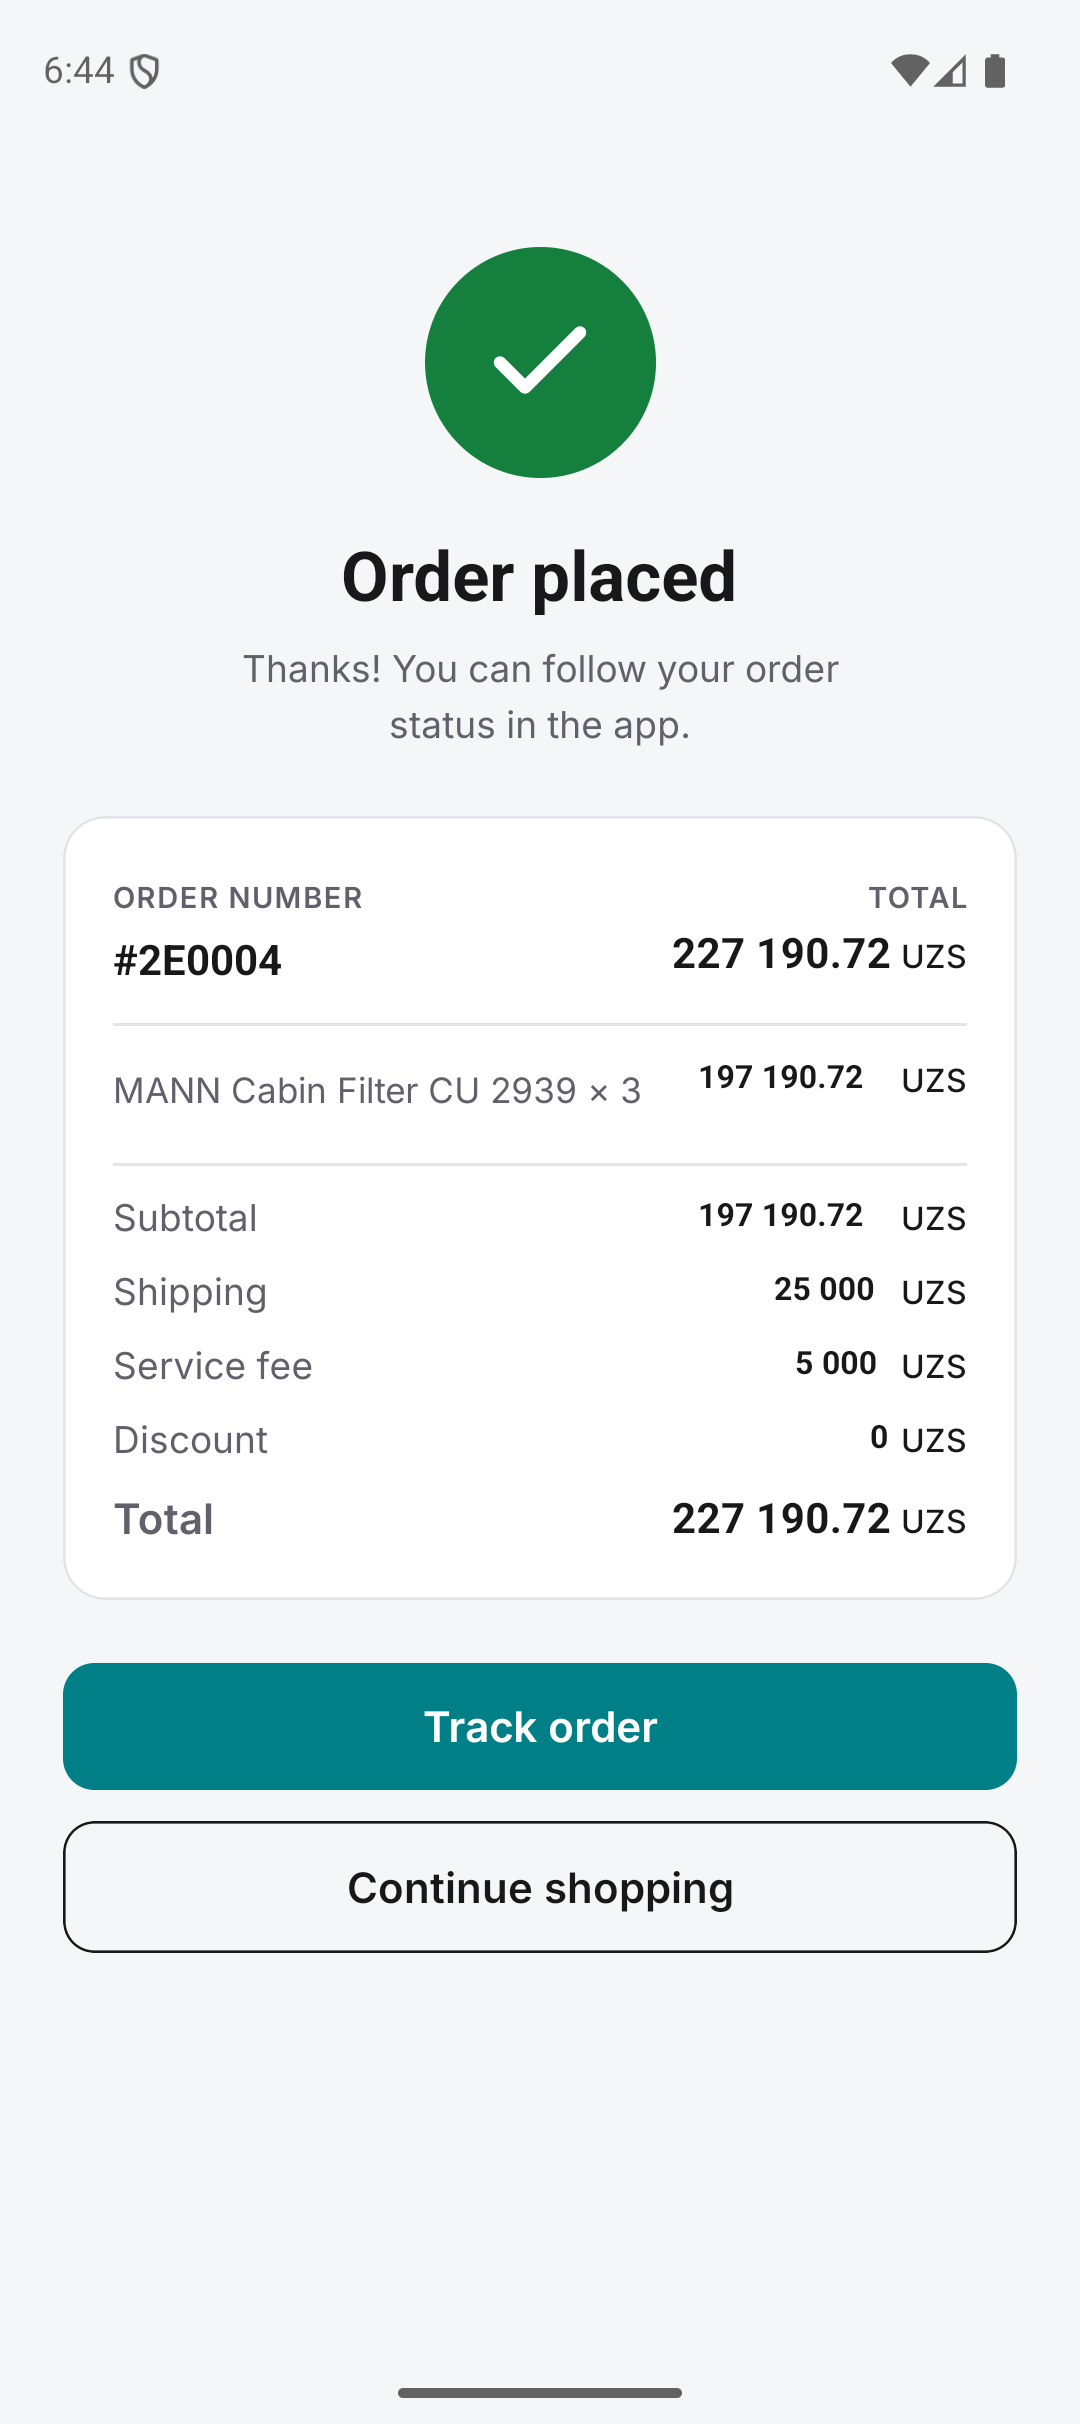 6:44
Order placed
Thanks! You can follow your order
status in the app.
ORDER NUMBER TOTAL
#2E0004 227 190.72 UZS
MANN Cabin Filter CU 2939 × 3 197 190.72 UZS
Subtotal 197 190.72 UZS
Shipping 25 000 UZS
Service fee 5 000 UZS
Discount 0 UZS
Total 227 190.72 UZS
Track order
Continue shopping